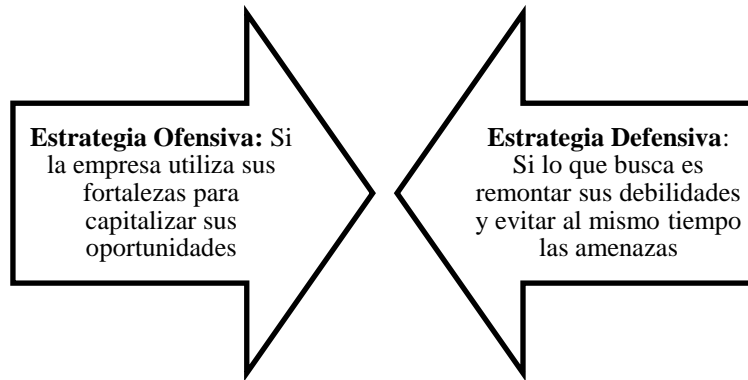 Estrategia Ofensiva: Si
la empresa utiliza sus
fortalezas para
capitalizar sus
oportunidades
Estrategia Defensiva:
Si lo que busca es
remontar sus debilidades
y evitar al mismo tiempo
las amenazas